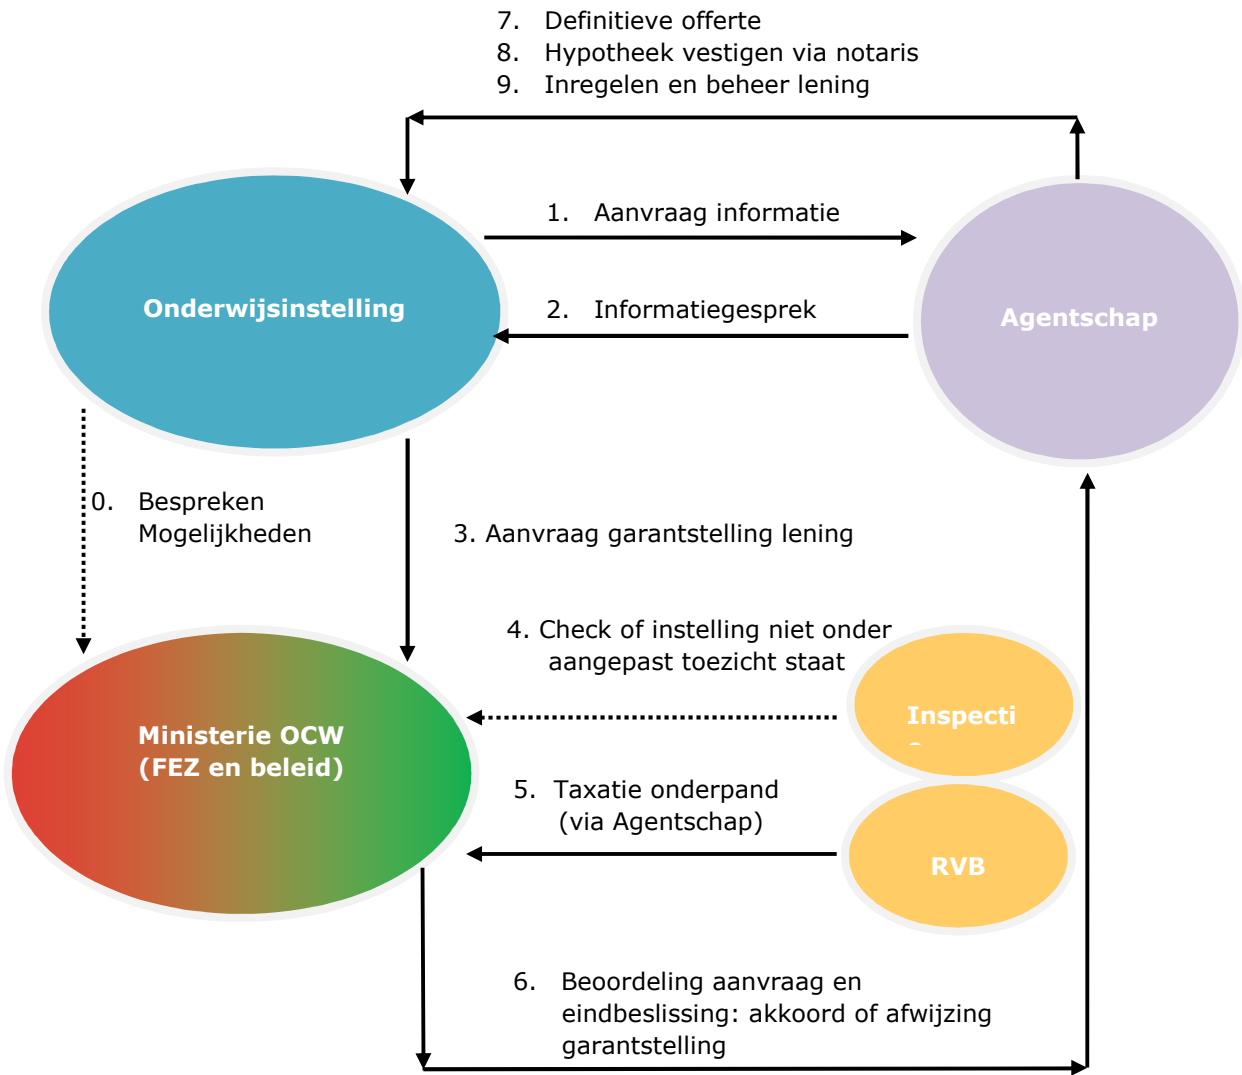 7. Definitieve offerte
8. Hypotheek vestigen via notaris
9. Inregelen en beheer lening
1. Aanvraag informatie
Onderwijsinstelling
2. Informatiegesprek
Agentschap
0. Bespreken
Mogelijkheden
3. Aanvraag garantstelling lening
4. Check of instelling niet onder
aangepast toezicht staat
Inspecti
Ministerie OCW
(FEZ en beleid)
5. Taxatie onderpand
(via Agentschap)
RVB
6. Beoordeling aanvraag en
eindbeslissing: akkoord of afwijzing
garantstelling